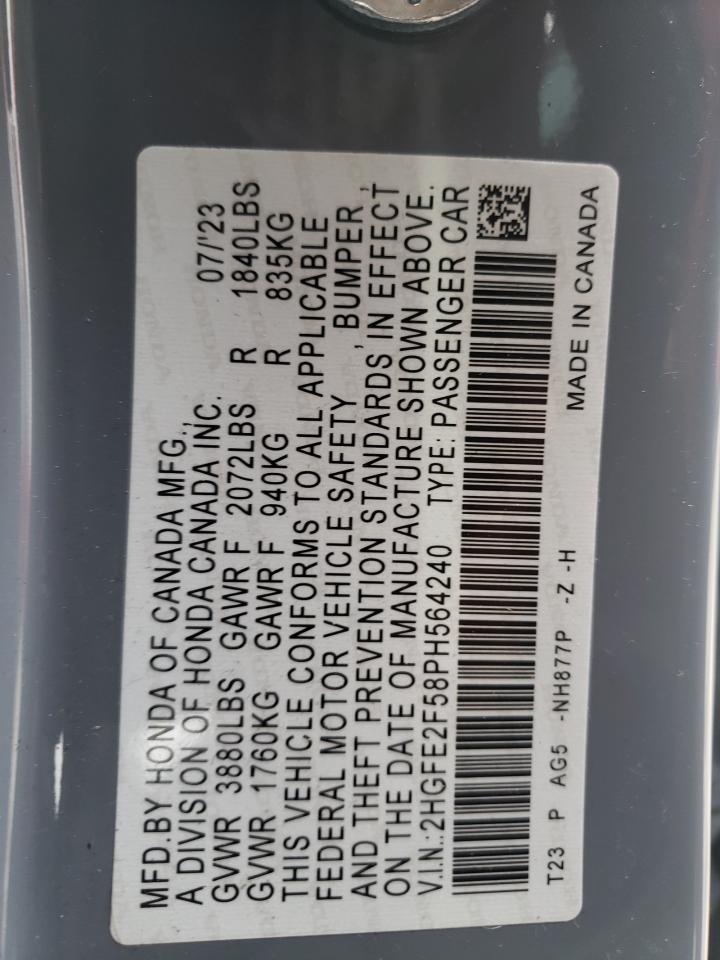 MFD.BY HONDA OF CANADA MFG.,
A DIVISION OF HONDA CANADA INC. 07/'23
GVWR 3880LBS GAWR F 2072LBS R 1840LBS
GVWR 1760KG GAWR F 940KG R 835KG
THIS VEHICLE CONFORMS TO ALL APPLICABLE
FEDERAL MOTOR VEHICLE SAFETY , BUMPER ,
AND THEFT PREVENTION STANDARDS IN EFFECT
ON THE DATE OF MANUFACTURE SHOWN ABOVE.
V.I.N.:2HGFE2F58PH564240 TYPE: PASSENGER CAR
T23 P AG5 -NH877P -Z -H
MADE IN CANADA